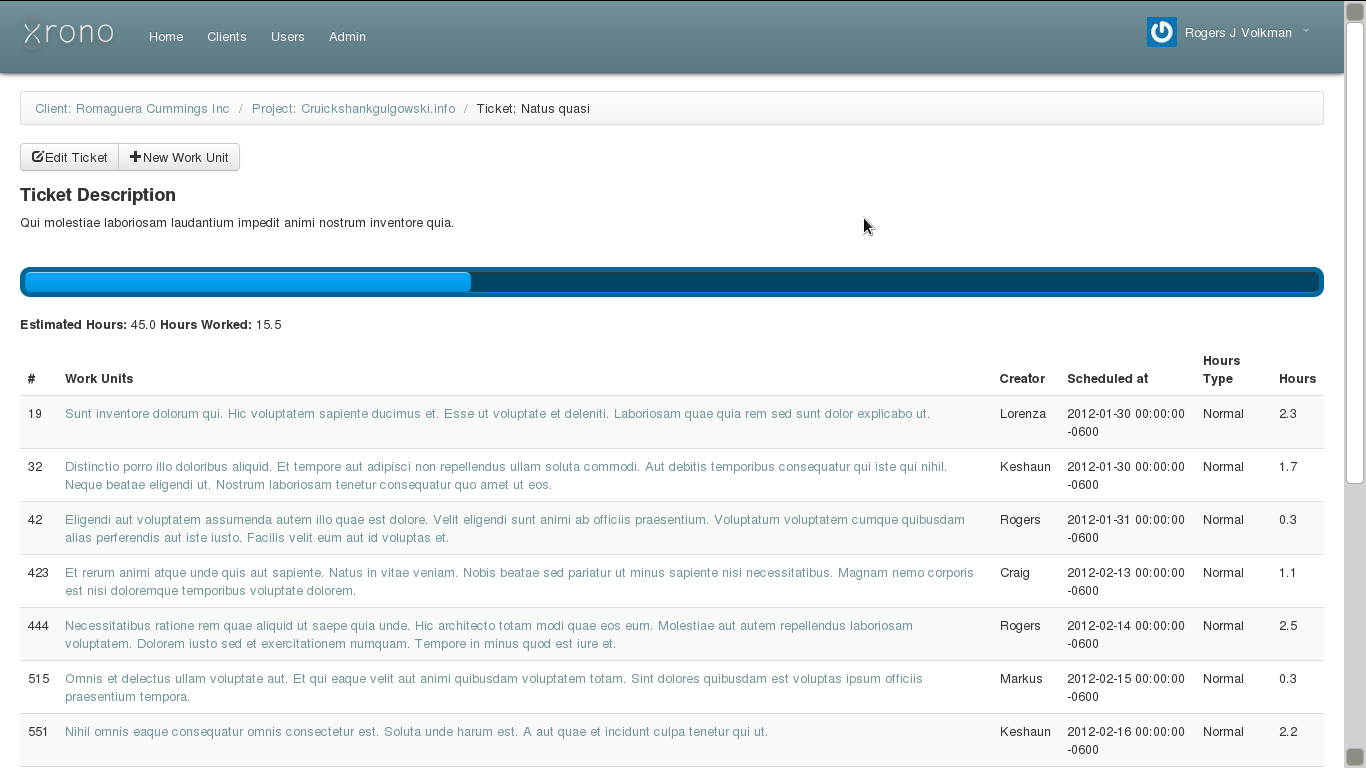 xrono Home Clients Users Admin Rogers J Volkman
Client: Romaguera Cummings Inc / Project: Cruickshankgulgowski.info / Ticket: Natus quasi
Edit Ticket New Work Unit
Ticket Description
Qui molestiae laboriosam laudantium impedit animi nostrum inventore quia.
Estimated Hours: 45.0 Hours Worked: 15.5
# Work Units Creator Scheduled at Hours Type Hours
19 Sunt inventore dolorum qui. Hic voluptatem sapiente ducimus et. Esse ut voluptate et deleniti. Laboriosam quae quia rem sed sunt dolor explicabo ut. Lorenza 2012-01-30 00:00:00 Normal 2.3
-0600
32 Distinctio porro illo doloribus aliquid. Et tempore aut adipisci non repellendus ullam soluta commodi. Aut debitis temporibus consequatur qui iste qui nihil. Keshaun 2012-01-30 00:00:00 Normal 1.7
Neque beatae eligendi ut. Nostrum laboriosam tenetur consequatur quo amet ut eos. -0600
42 Eligendi aut voluptatem assumenda autem illo quae est dolore. Velit eligendi sunt animi ab officiis praesentium. Voluptatum voluptatem cumque quibusdam Rogers 2012-01-31 00:00:00 Normal 0.3
alias perferendis aut iste iusto. Facilis velit eum aut id voluptas et. -0600
423 Et rerum animi atque unde quis aut sapiente. Natus in vitae veniam. Nobis beatae sed pariatur ut minus sapiente nisi necessitatibus. Magnam nemo corporis Craig 2012-02-13 00:00:00 Normal 1.1
est nisi doloremque temporibus voluptate dolorem. -0600
444 Necessitatibus ratione rem quae aliquid ut saepe quia unde. Hic architecto totam modi quae eos eum. Molestiae aut autem repellendus laboriosam Rogers 2012-02-14 00:00:00 Normal 2.5
voluptatem. Dolorem iusto sed et exercitationem numquam. Tempore in minus quod est iure et. -0600
515 Omnis et delectus ullam voluptate aut. Et qui eaque velit aut animi quibusdam voluptatem totam. Sint dolores quibusdam est voluptas ipsum officiis Markus 2012-02-15 00:00:00 Normal 0.3
praesentium tempora. -0600
551 Nihil omnis eaque consequatur omnis consectetur est. Soluta unde harum est. A aut quae et incidunt culpa tenetur qui ut. Keshaun 2012-02-16 00:00:00 Normal 2.2
-0600